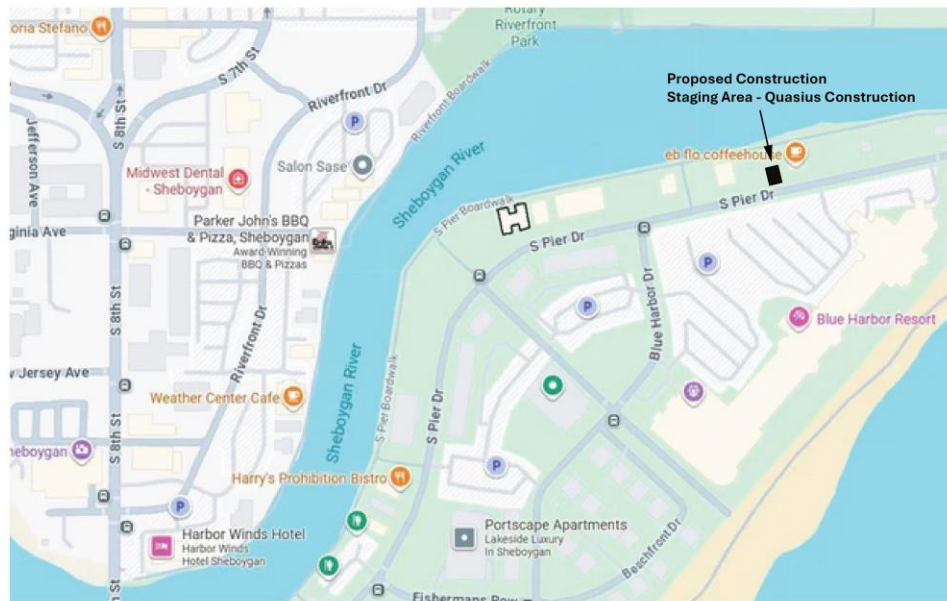 oria Stefano
S 8th St
S 7th St
Rotary
Riverfront
Park
Riverfront Dr
Riverfront Boardwalk
Proposed Construction
Staging Area - Quasius Construction
Jefferson Ave
P
Salon Sase
Midwest Dental
- Sheboygan
Sheboygan River
eb flo coffeehouse
S Pier Boardwalk
S Pier Dr
ginia Ave
Parker John's BBQ
& Pizza, Sheboygan
Award-Winning
BBQ & Pizzas
S Pier Dr
P
Blue Harbor Dr
P
Blue Harbor Resort
S 8th St
Riverfront Dr
Sheboygan River
S Pier Boardwalk
S Pier Dr
w Jersey Ave
Weather Center Cafe
S 8th St
heboygan
Harry's Prohibition Bistro
P
P
Harbor Winds Hotel
Harbor Winds
Hotel Sheboygan
Portscape Apartments
Lakeside Luxury
In Sheboygan
Beachfront Dr
th St
Fishermans Row